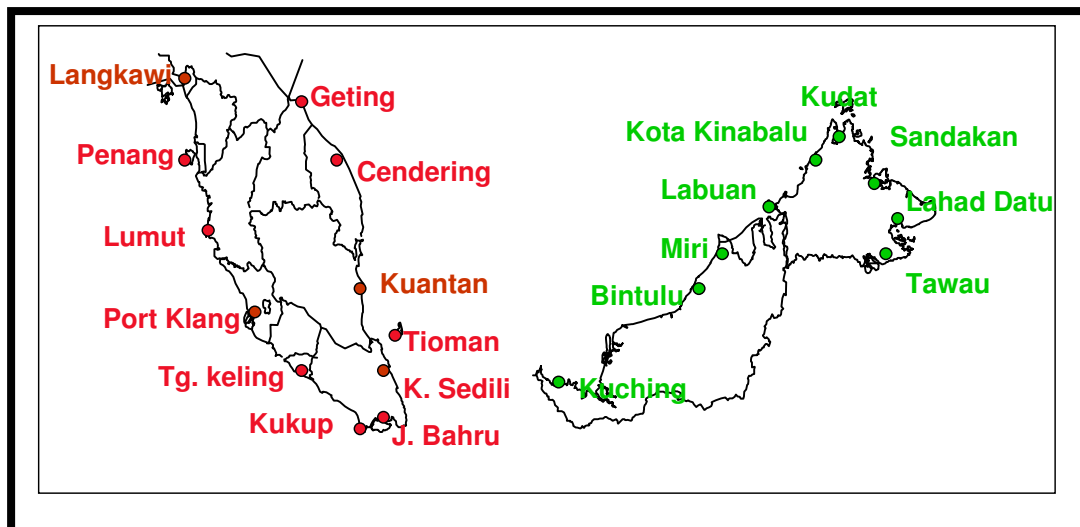 Langkawi
Geting
Penang
Cendering
Lumut
Kuantan
Port Klang
Tioman
Tg. keling
K. Sedili
Kukup
J. Bahru
Kudat
Kota Kinabalu
Sandakan
Labuan
Lahad Datu
Miri
Tawau
Bintulu
Kuching